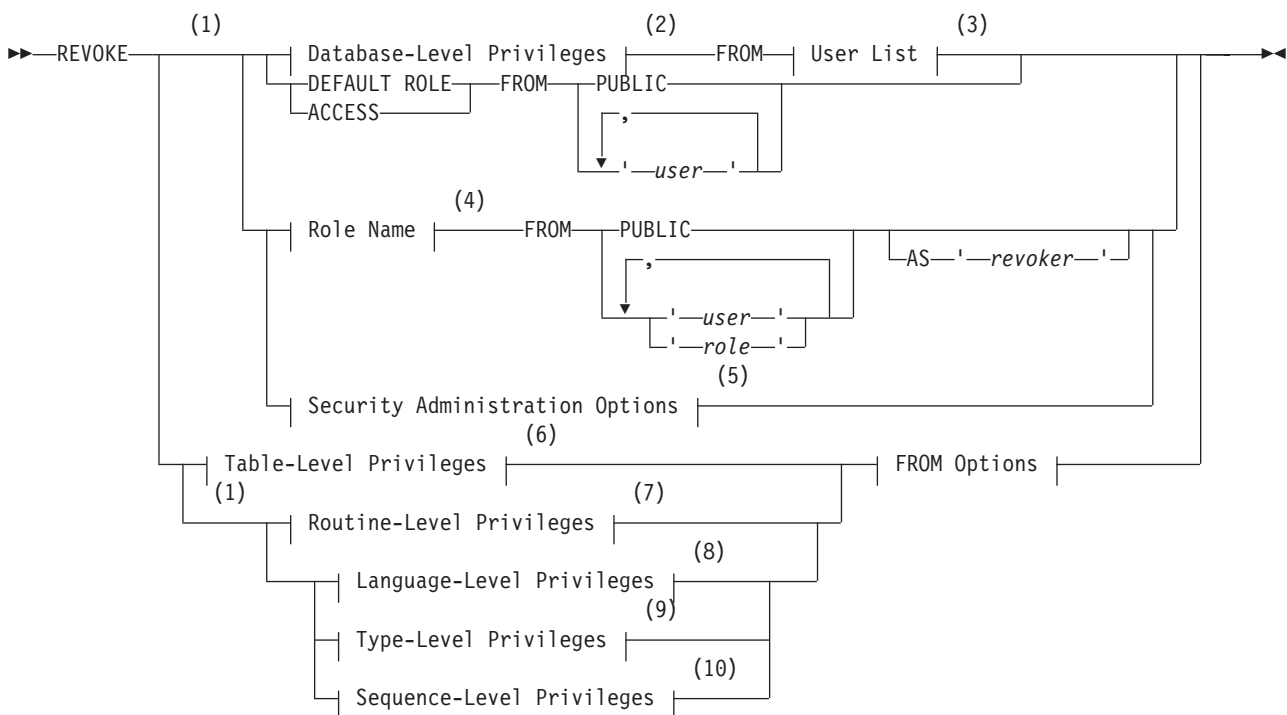 (1) (2) (3)
REVOKE Database-Level Privileges FROM User List
DEFAULT ROLE FROM PUBLIC
ACCESS ,
' user '
(4)
Role Name FROM PUBLIC
, AS ' revoker '
' user '
' role '
(5)
Security Administration Options
(6)
Table-Level Privileges FROM Options
(1) (7)
Routine-Level Privileges
(8)
Language-Level Privileges
(9)
Type-Level Privileges
(10)
Sequence-Level Privileges